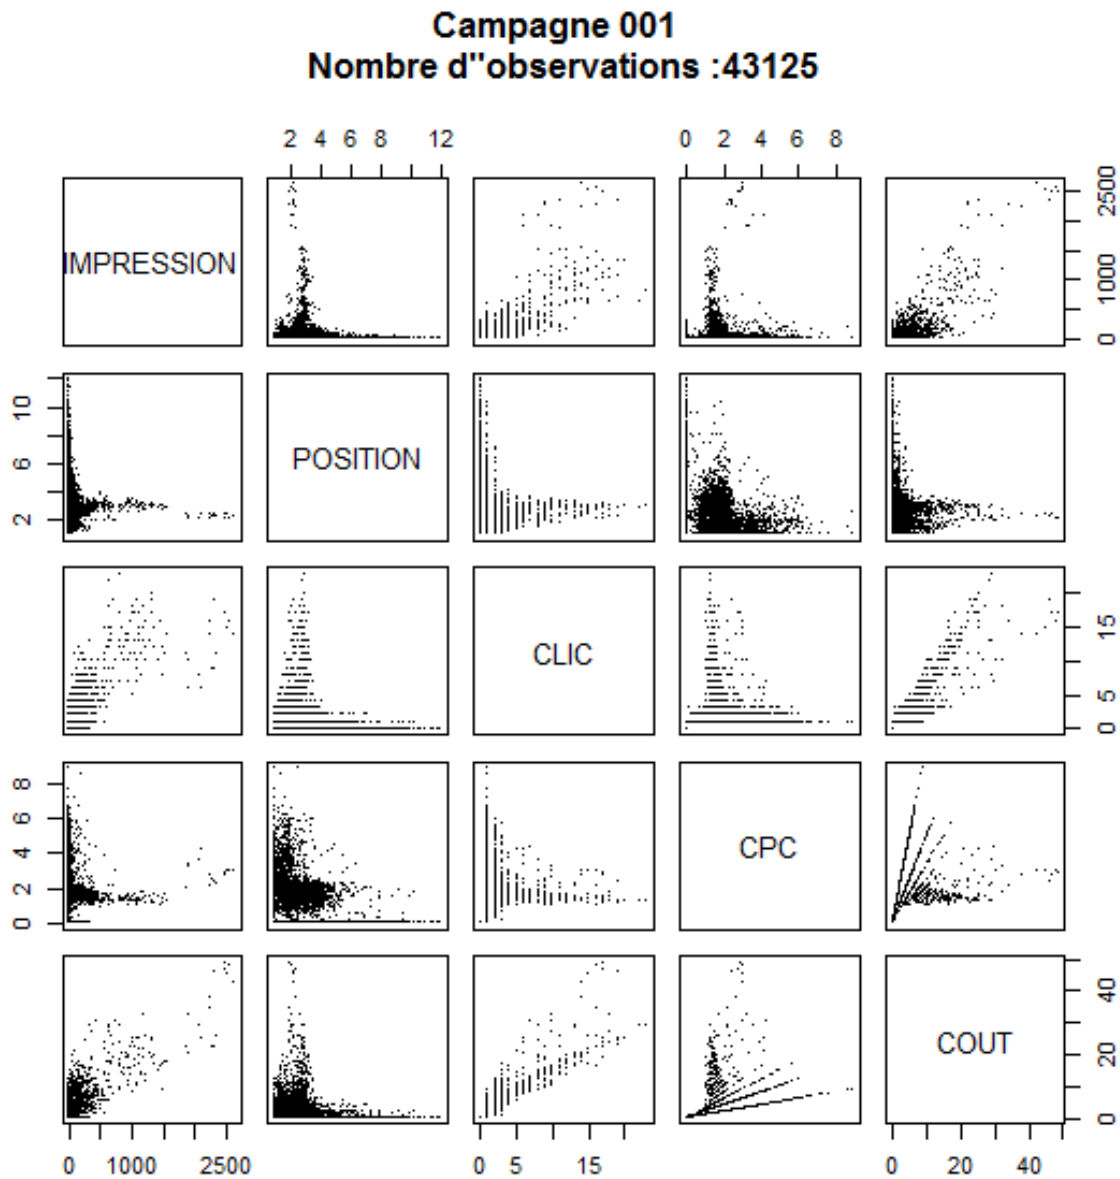 Campagne 001
Nombre d''observations :43125
2 4 6 8 12
0 2 4 6 8
IMPRESSION
0 1000 2500
2 6 10
POSITION
CLIC
0 5 15
0 2 4 6 8
CPC
COUT
0 20 40
0 1000 2500
0 5 15
0 20 40